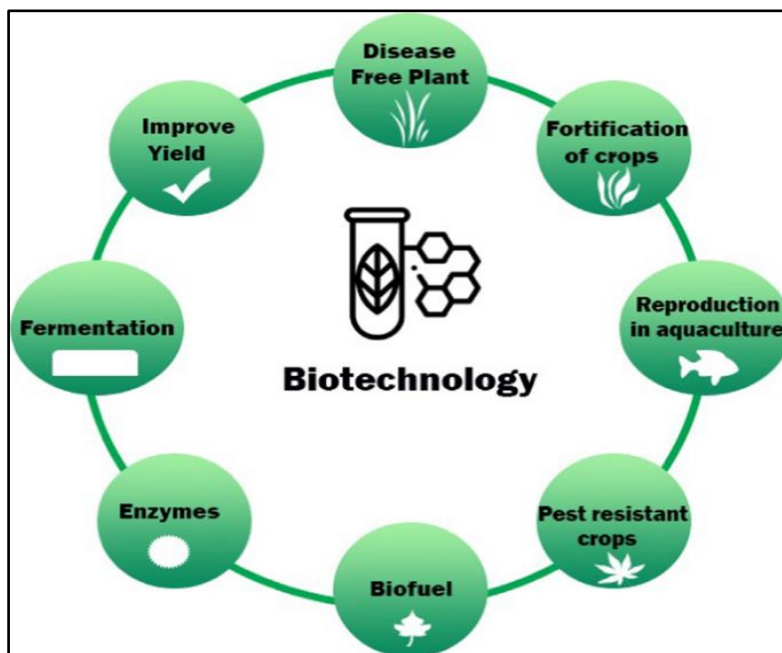 Disease
Free Plant
Fortification
of crops
Reproduction
in aquaculture
Pest resistant
crops
Biofuel
Enzymes
Fermentation
Improve
Yield
Biotechnology